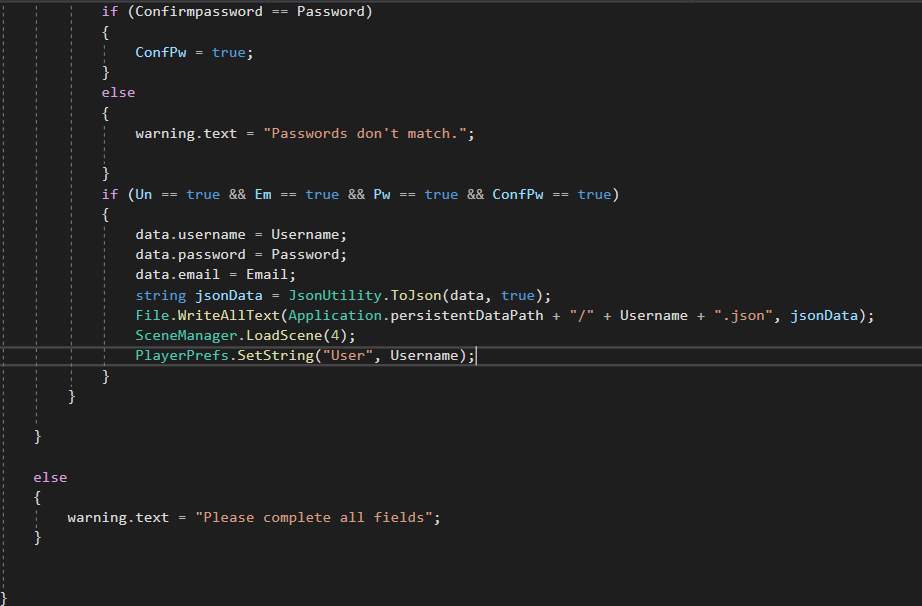 if (Confirmpassword == Password)
{
ConfPw = true;
}
else
{
warning.text = "Passwords don't match.";
}
if (Un == true && Em == true && Pw == true && ConfPw == true)
{
data.username = Username;
data.password = Password;
data.email = Email;
string jsonData = JsonUtility.ToJson(data, true);
File.WriteAllText(Application.persistentDataPath + "/" + Username + ".json", jsonData);
SceneManager.LoadScene(4);
PlayerPrefs.SetString("User", Username);
}
}
}
else
{
warning.text = "Please complete all fields";
}
}